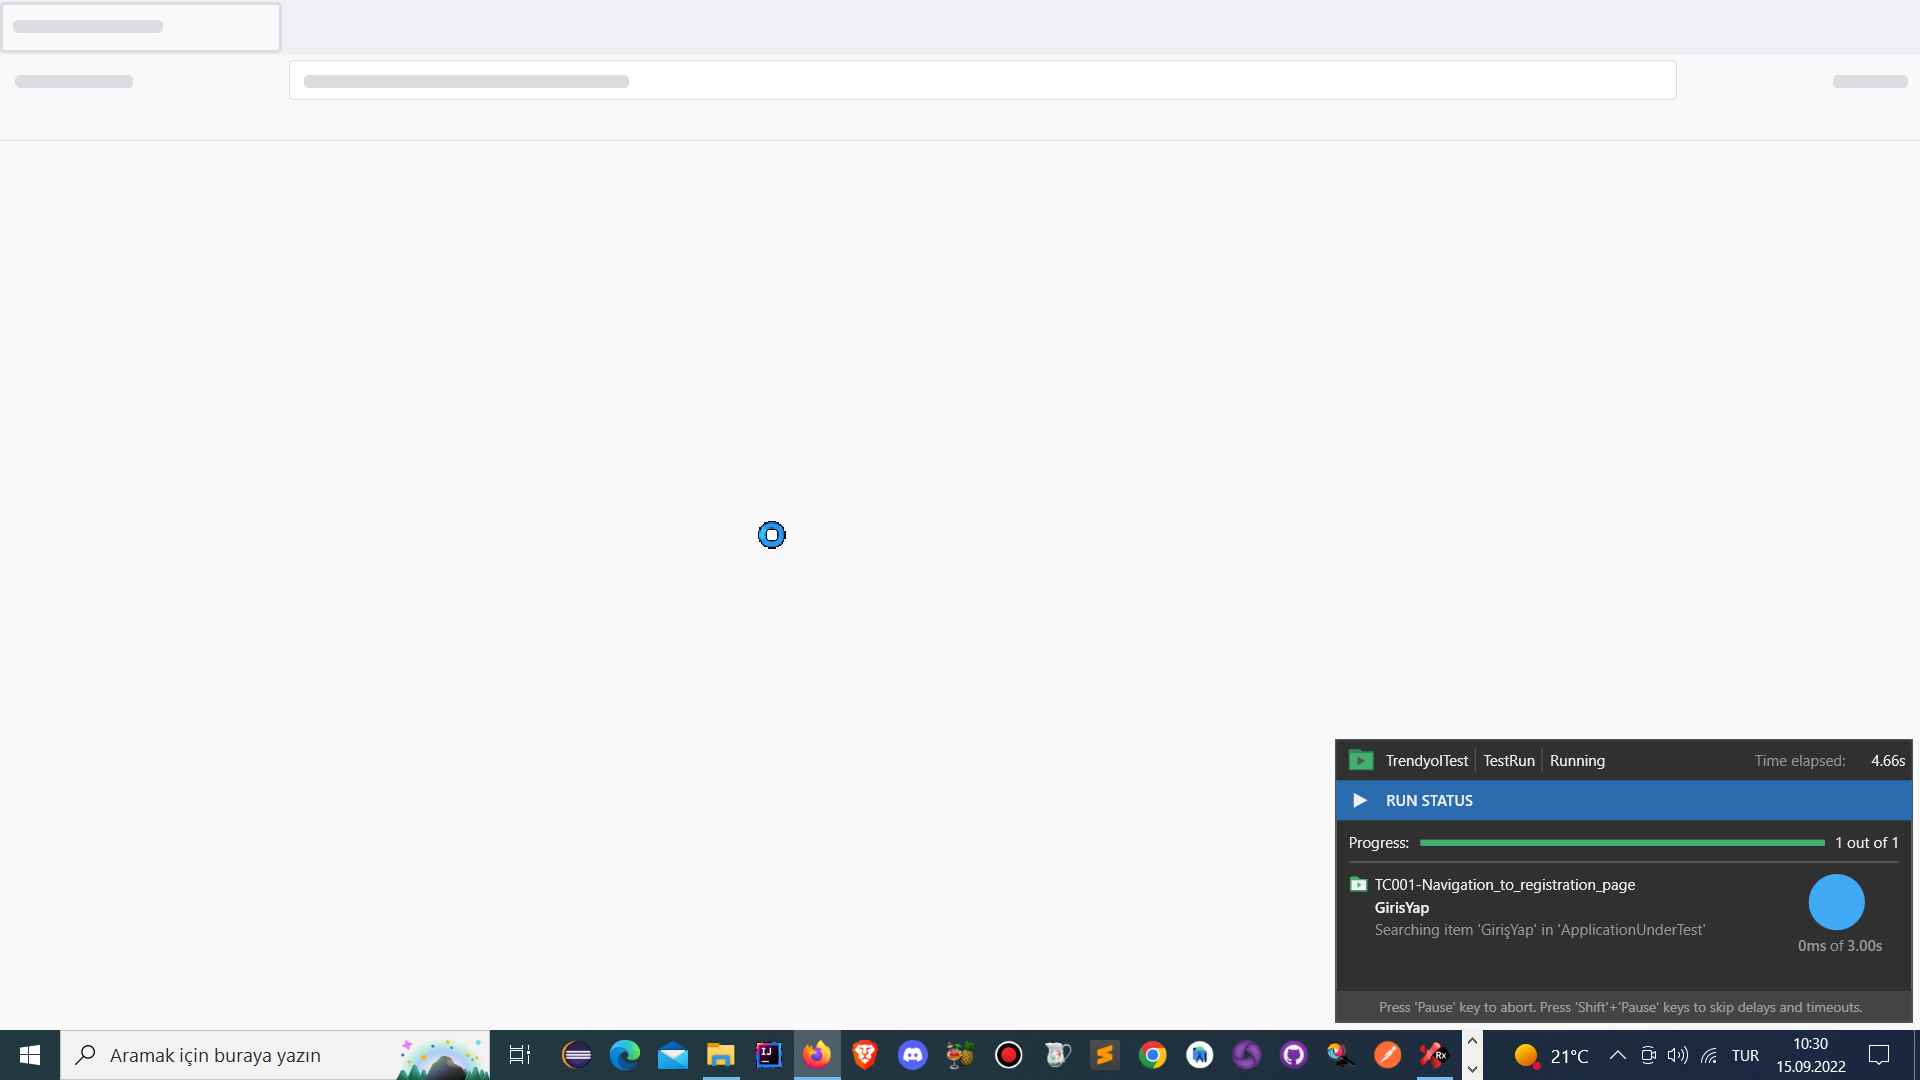 TrendyolTest TestRun Running Time elapsed: 4.66s
RUN STATUS
Progress: 1 out of 1
TC001-Navigation_to_registration_page
GirisYap
Searching item 'GirişYap' in 'ApplicationUnderTest'
0ms of 3.00s
Press 'Pause' key to abort. Press 'Shift'+'Pause' keys to skip delays and timeouts.
Aramak için buraya yazın
IJ
Rx
21°C
TUR
10:30
15.09.2022